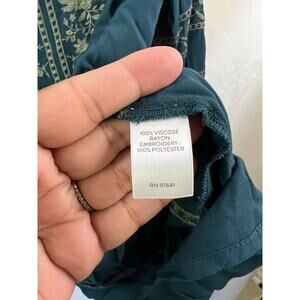 100% VISCOSE
RAYON
EMBROIDERY
100% POLYESTER
RN 97641